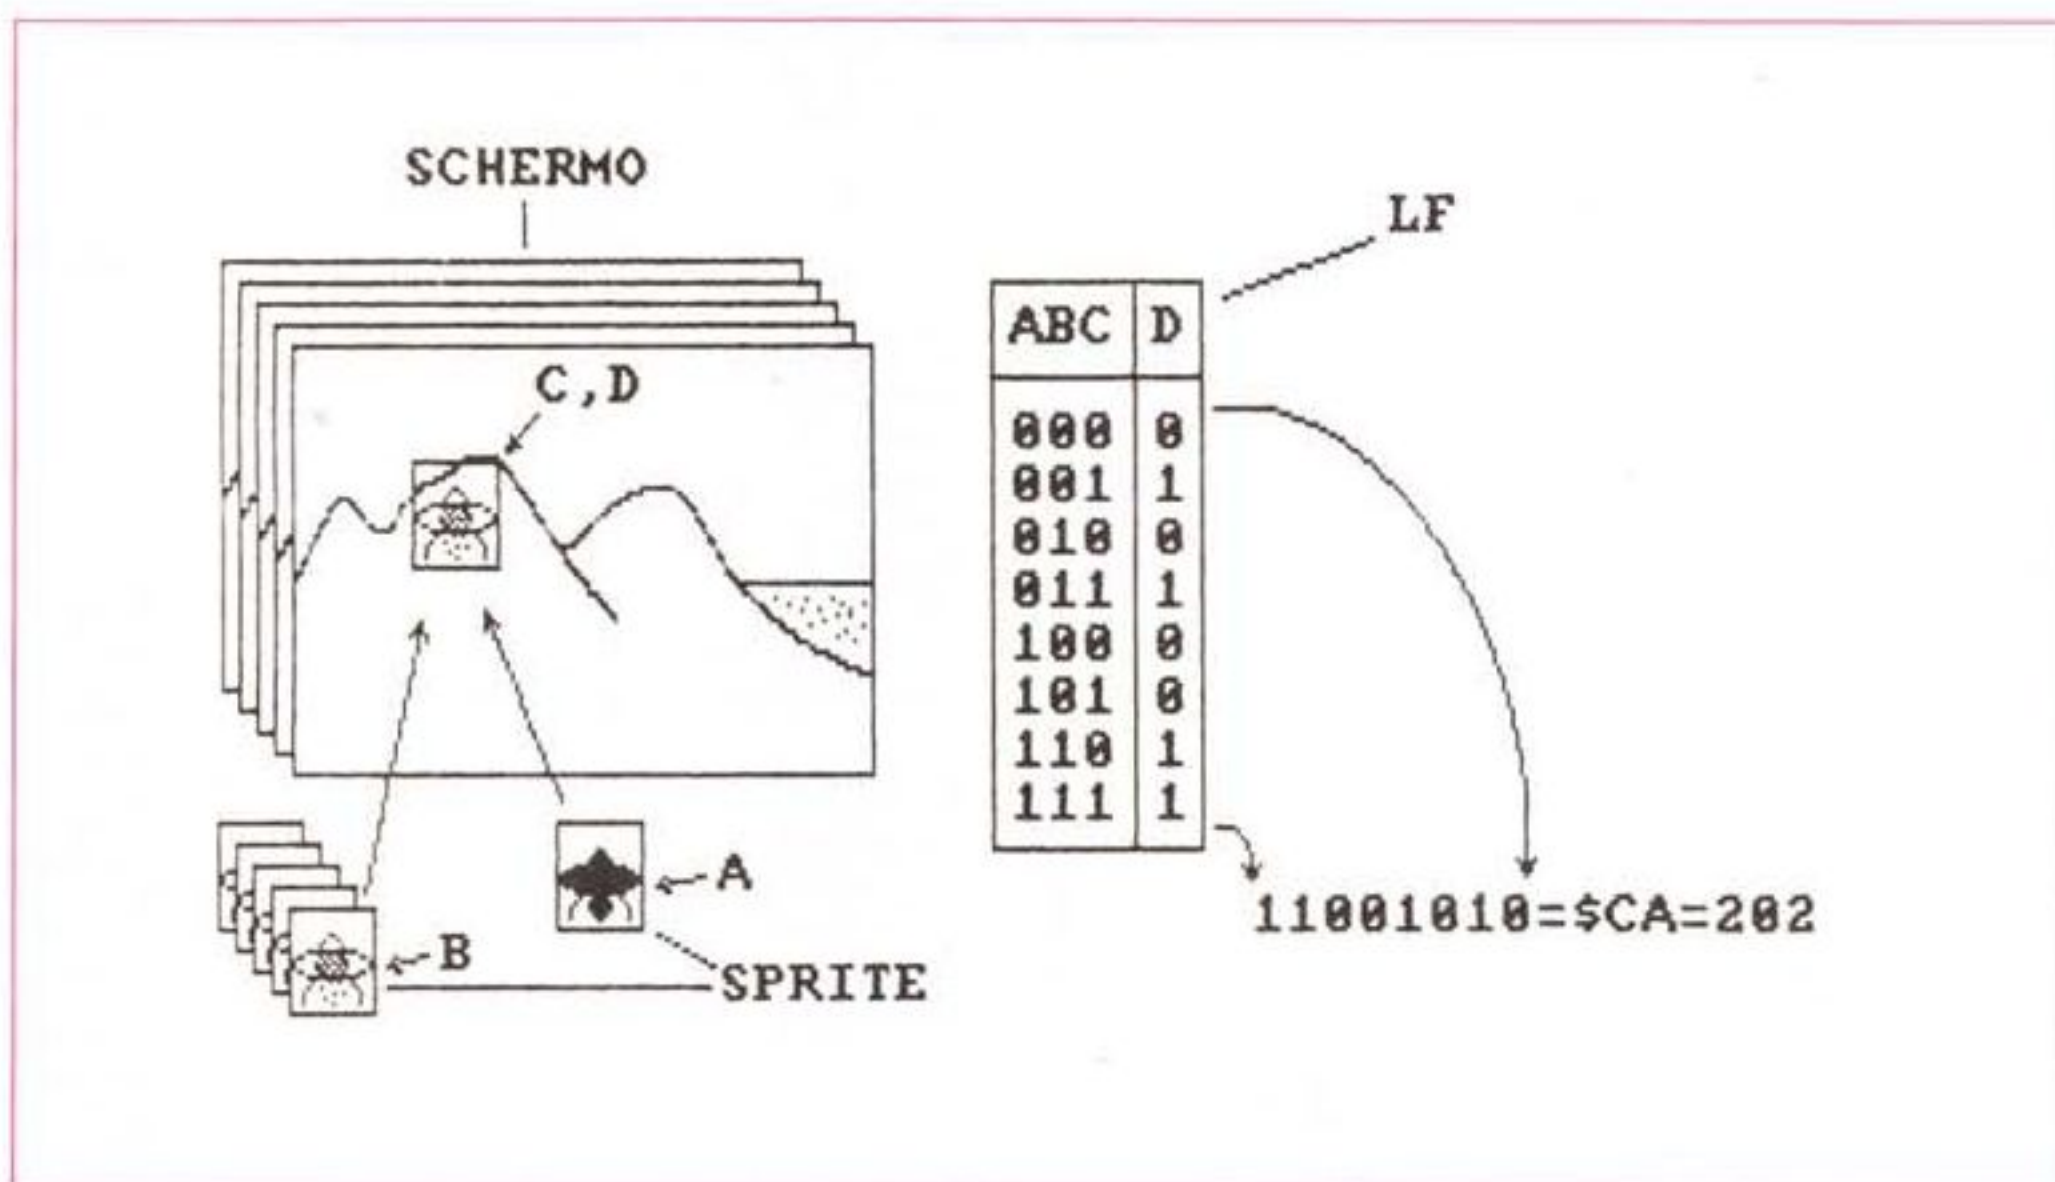 SCHERMO
C,D
A
B
SPRITE
LF
ABC D
000 0
001 1
010 0
011 1
100 0
101 0
110 1
111 1
11001010=$CA=202